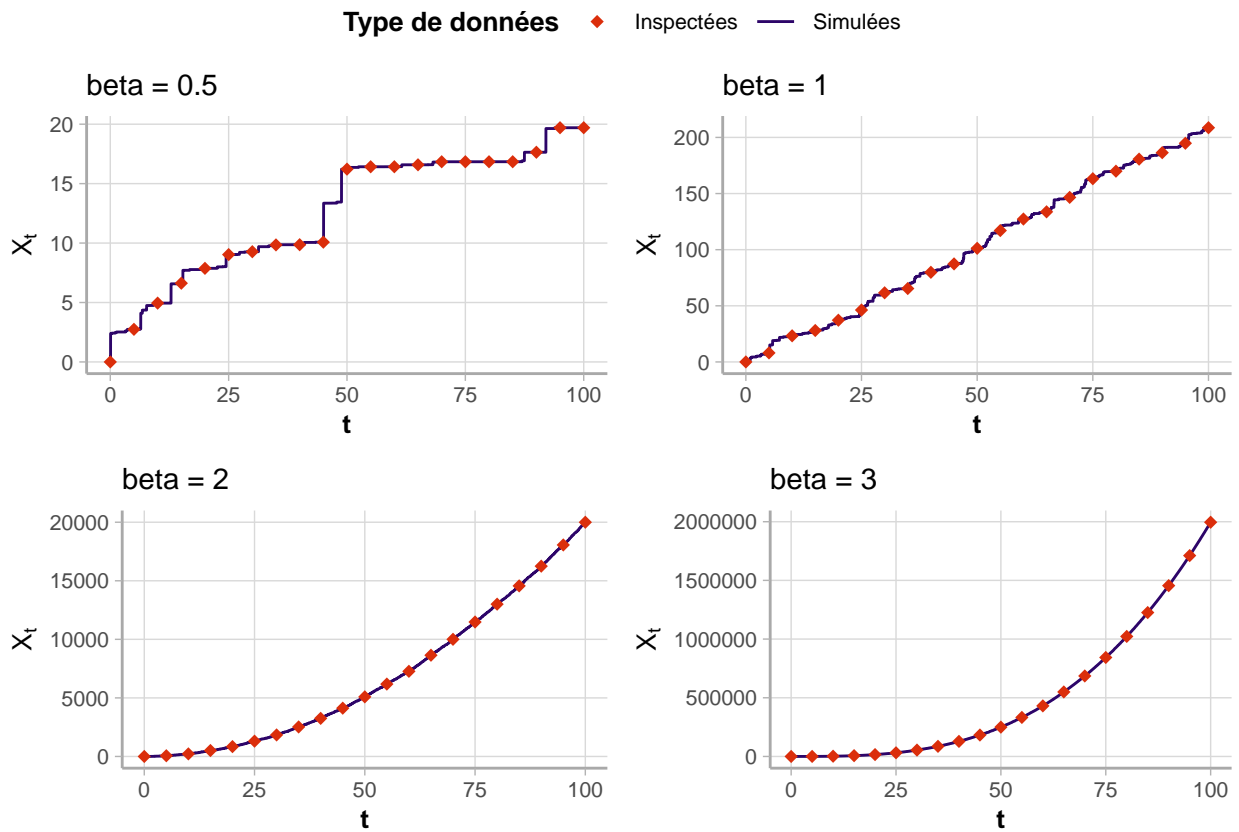 Type de données Inspectées Simulées
beta = 0.5
20
15
10
5
0
X_t
0 25 50 75 100
t
beta = 1
200
150
100
50
0
X_t
0 25 50 75 100
t
beta = 2
20000
15000
10000
5000
0
X_t
0 25 50 75 100
t
beta = 3
2000000
1500000
1000000
500000
0
X_t
0 25 50 75 100
t